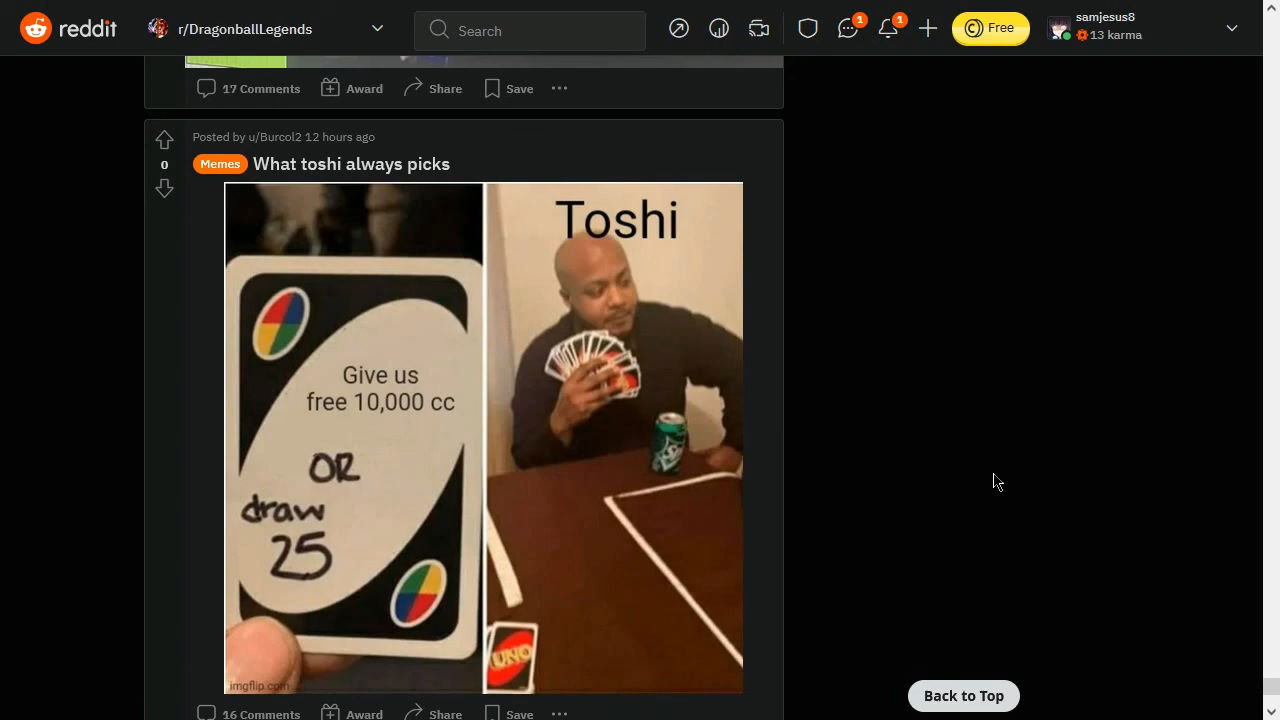 reddit
r/DragonballLegends
Search
1
1
Free
samjesus8
13 karma
17 Comments
Award
Share
Save
Posted by u/Burcol2 12 hours ago
0
Memes
What toshi always picks
Toshi
Give us
free 10,000 cc
OR
draw
25
UNO
imgflip.com
Back to Top
16 Comments
Award
Share
Save